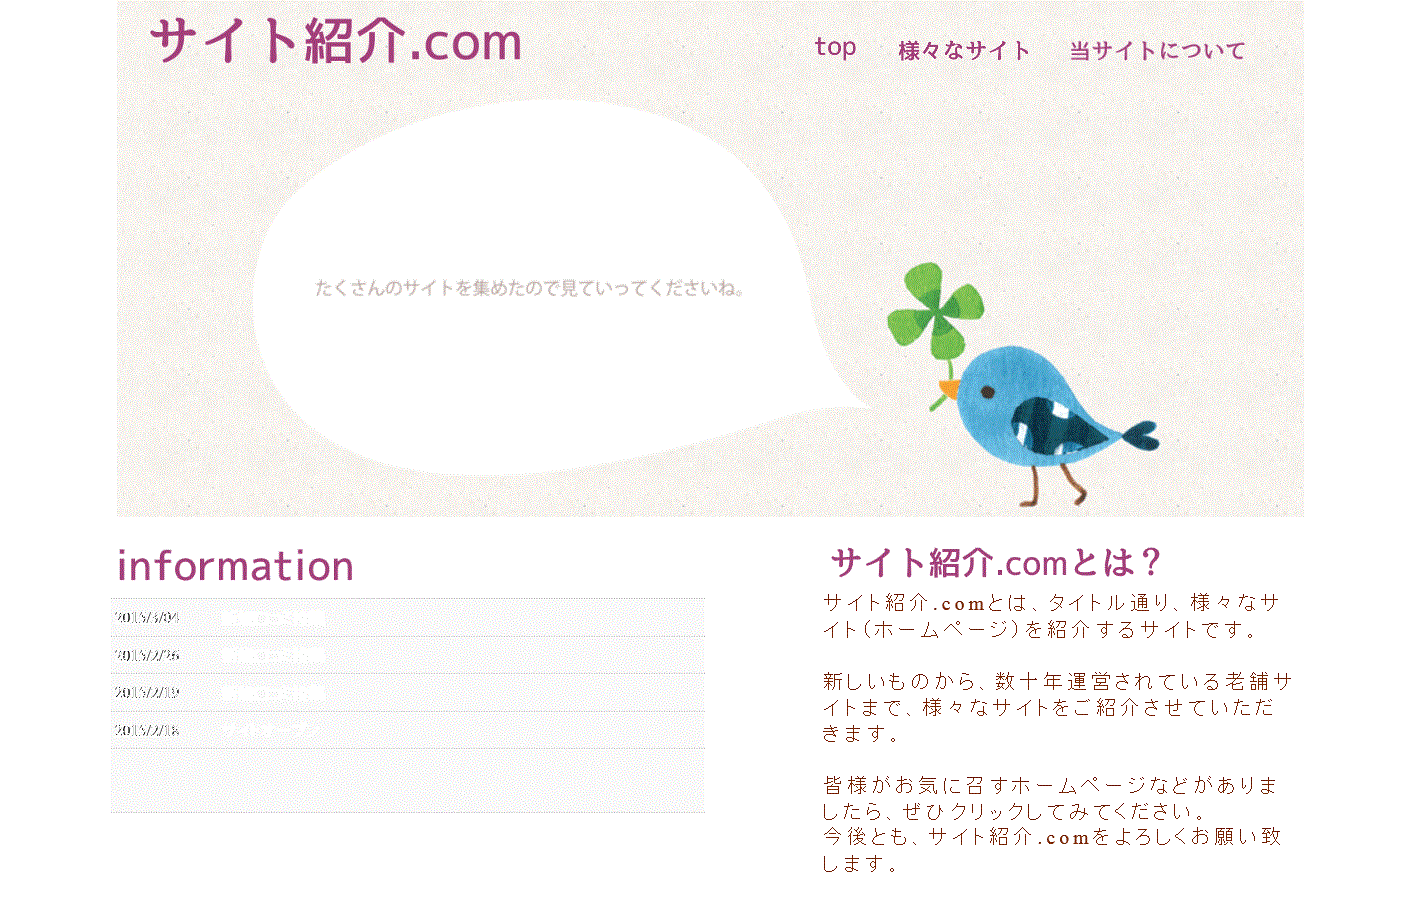 サイト紹介.com
top 様々なサイト 当サイトについて
たくさんのサイトを集めたので見ていってくださいね。
information
2015/3/04
2015/2/26
2015/2/19
2015/2/18
サイト紹介.comとは？
サイト紹介.comとは、タイトル通り、様々なサ
イト(ホームページ)を紹介するサイトです。
新しいものから、数十年運営されている老舗サ
イトまで、様々なサイトをご紹介させていただ
きます。
皆様がお気に召すホームページなどがありま
したら、ぜひクリックしてみてください。
今後とも、サイト紹介.comをよろしくお願い致
します。